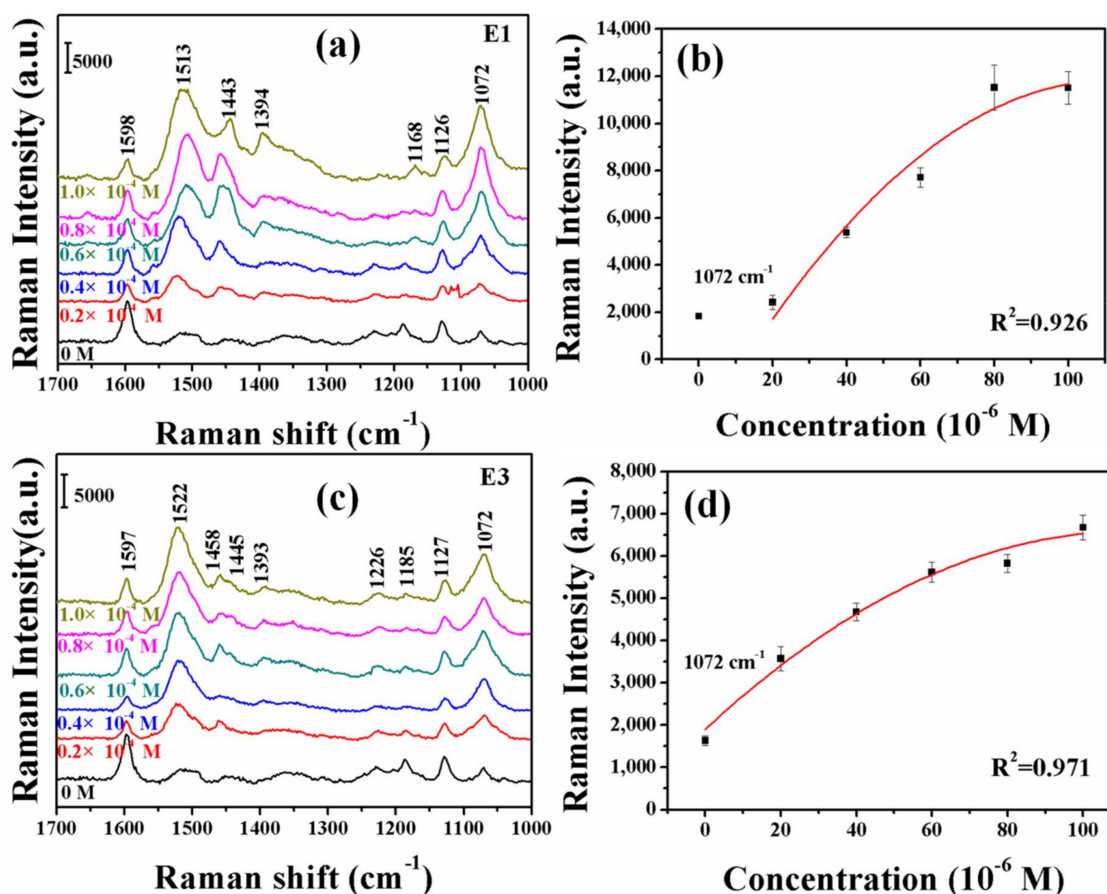 (a)
E1
5000
1598
1513
1443
1394
1168
1126
1072
1.0× 10⁻⁴ M
0.8× 10⁻⁴ M
0.6× 10⁻⁴ M
0.4× 10⁻⁴ M
0.2× 10⁻⁴ M
0 M
Raman Intensity (a.u.)
1700 1600 1500 1400 1300 1200 1100 1000
Raman shift (cm⁻¹)
(b)
14,000
12,000
10,000
8,000
6,000
4,000
2,000
0
Raman Intensity (a.u.)
1072 cm⁻¹
R²=0.926
0 20 40 60 80 100
Concentration (10⁻⁶ M)
(c)
E3
5000
1597
1522
1458
1445
1393
1226
1185
1127
1072
1.0× 10⁻⁴ M
0.8× 10⁻⁴ M
0.6× 10⁻⁴ M
0.4× 10⁻⁴ M
0.2× 10⁻⁴ M
0 M
Raman Intensity(a.u.)
1700 1600 1500 1400 1300 1200 1100 1000
Raman shift (cm⁻¹)
(d)
8,000
7,000
6,000
5,000
4,000
3,000
2,000
1,000
0
Raman Intensity (a.u.)
1072 cm⁻¹
R²=0.971
0 20 40 60 80 100
Concentration (10⁻⁶ M)